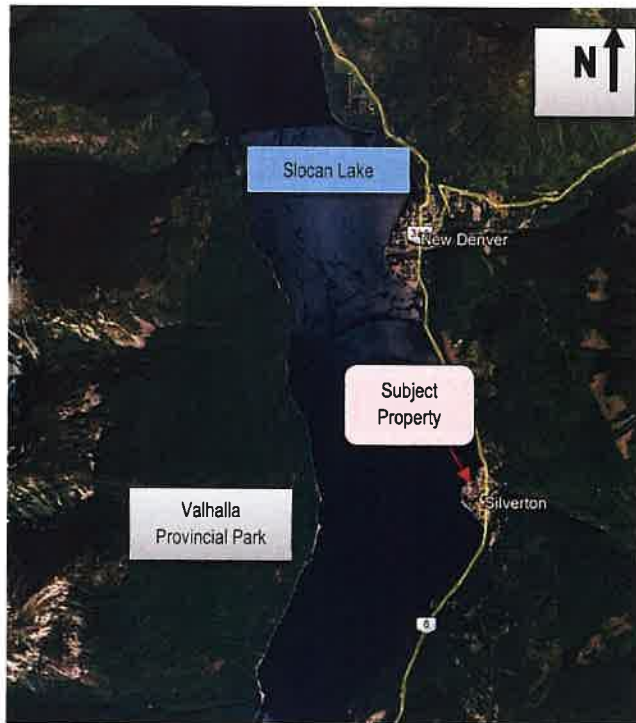 N
Slocan Lake
New Denver
Subject
Property
Silverton
Valhalla
Provincial Park
6